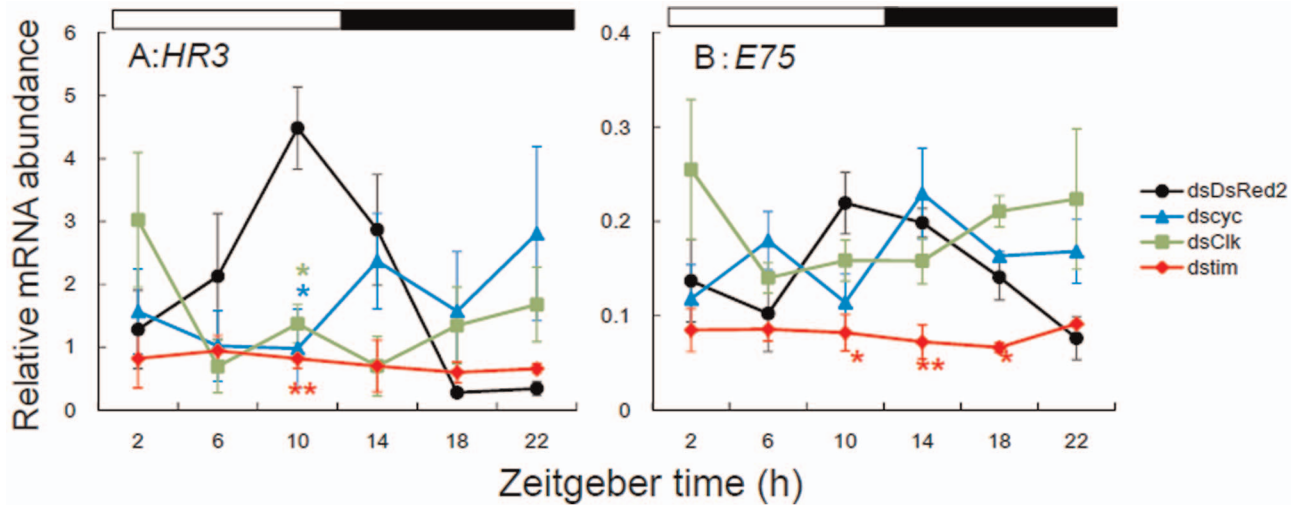 A:HR3
B:E75
Relative mRNA abundance
6
5
4
3
2
1
0
0.4
0.3
0.2
0.1
0
*
*
**
*
**
*
2 6 10 14 18 22
2 6 10 14 18 22
Zeitgeber time (h)
dsDsRed2
dscyc
dsClk
dstim